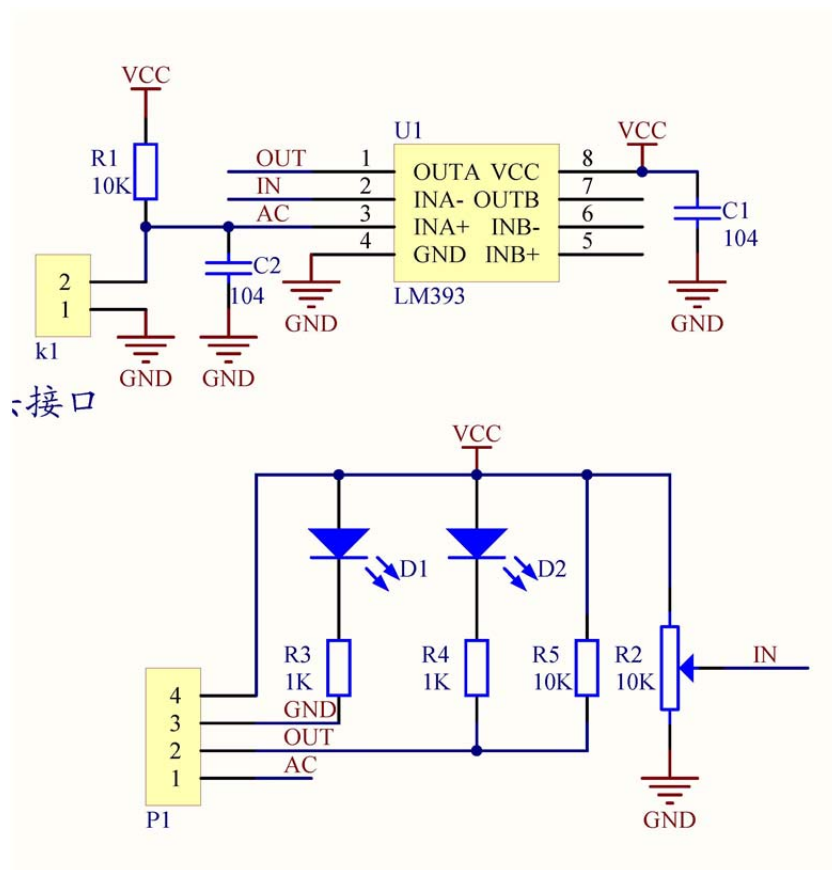 VCC
R1
10K
OUT
IN
AC
C2
104
2
1
k1
GND
GND
U1
1
2
3
4
OUTA VCC
INA- OUTB
INA+ INB-
GND INB+
8
7
6
5
LM393
GND
VCC
C1
104
GND
接口
VCC
D1
D2
R3
1K
R4
1K
R5
10K
R2
10K
IN
GND
4
3
2
1
GND
OUT
AC
P1